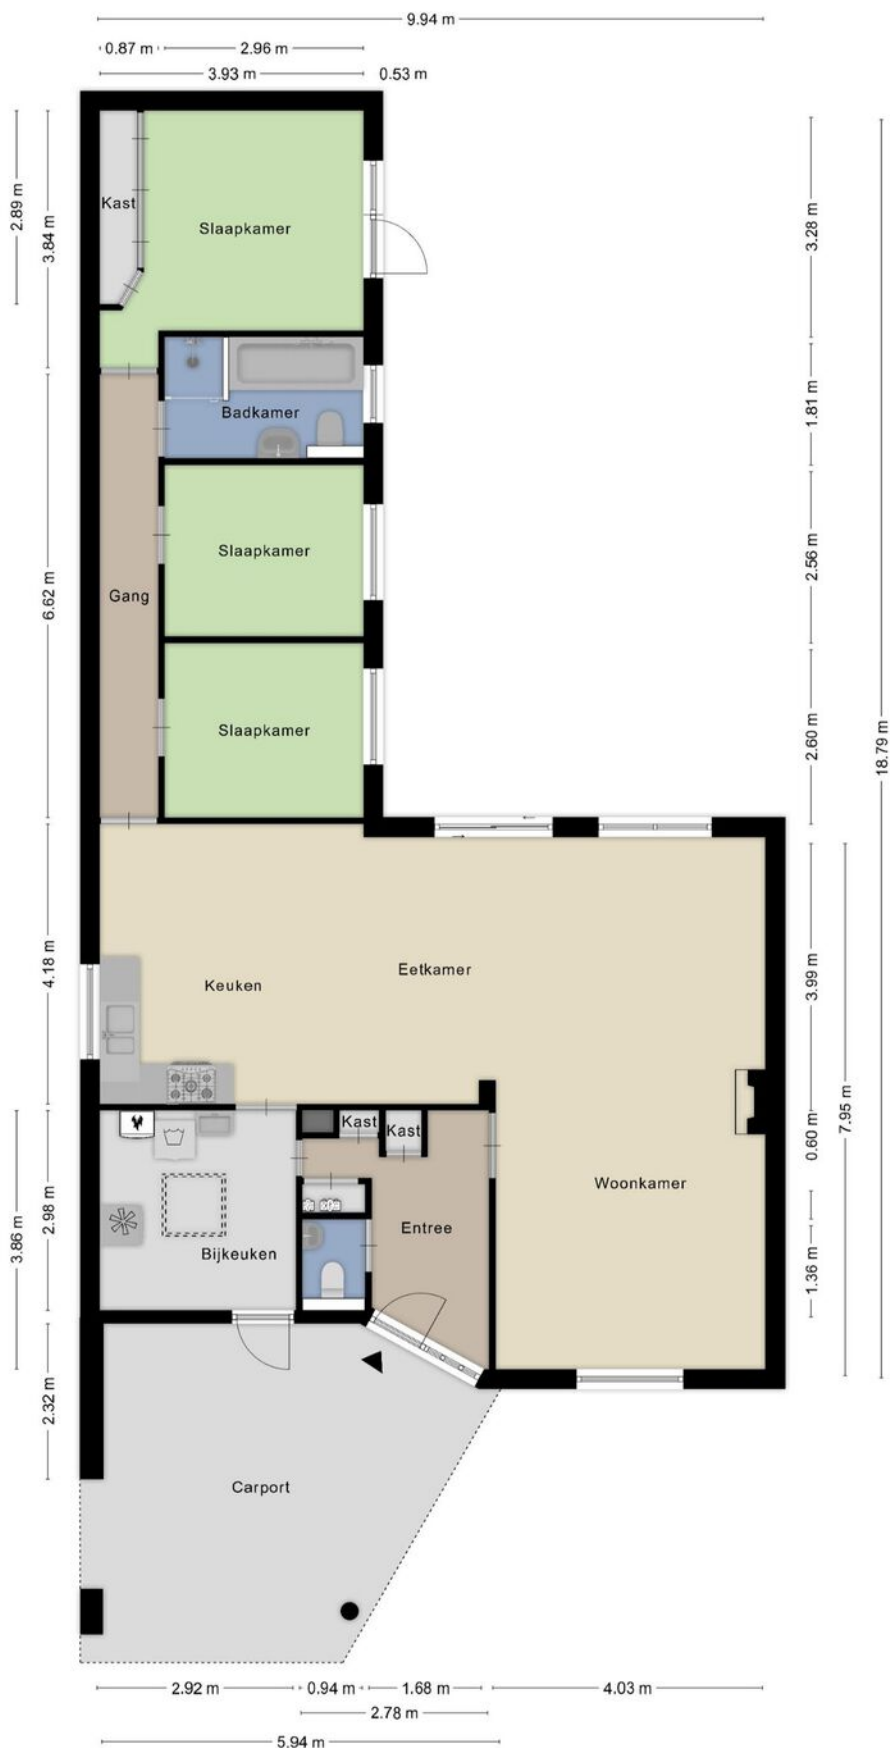 9.94 m
0.87 m
2.96 m
3.93 m
0.53 m
2.89 m
3.84 m
3.28 m
Kast
Slaapkamer
Badkamer
1.81 m
Slaapkamer
2.56 m
6.62 m
Gang
Slaapkamer
2.60 m
18.79 m
4.18 m
Keuken
Eetkamer
3.99 m
7.95 m
0.60 m
Kast
Kast
Woonkamer
2.98 m
3.86 m
Entree
Bijkeuken
1.36 m
2.32 m
Carport
2.92 m
0.94 m
1.68 m
4.03 m
2.78 m
5.94 m